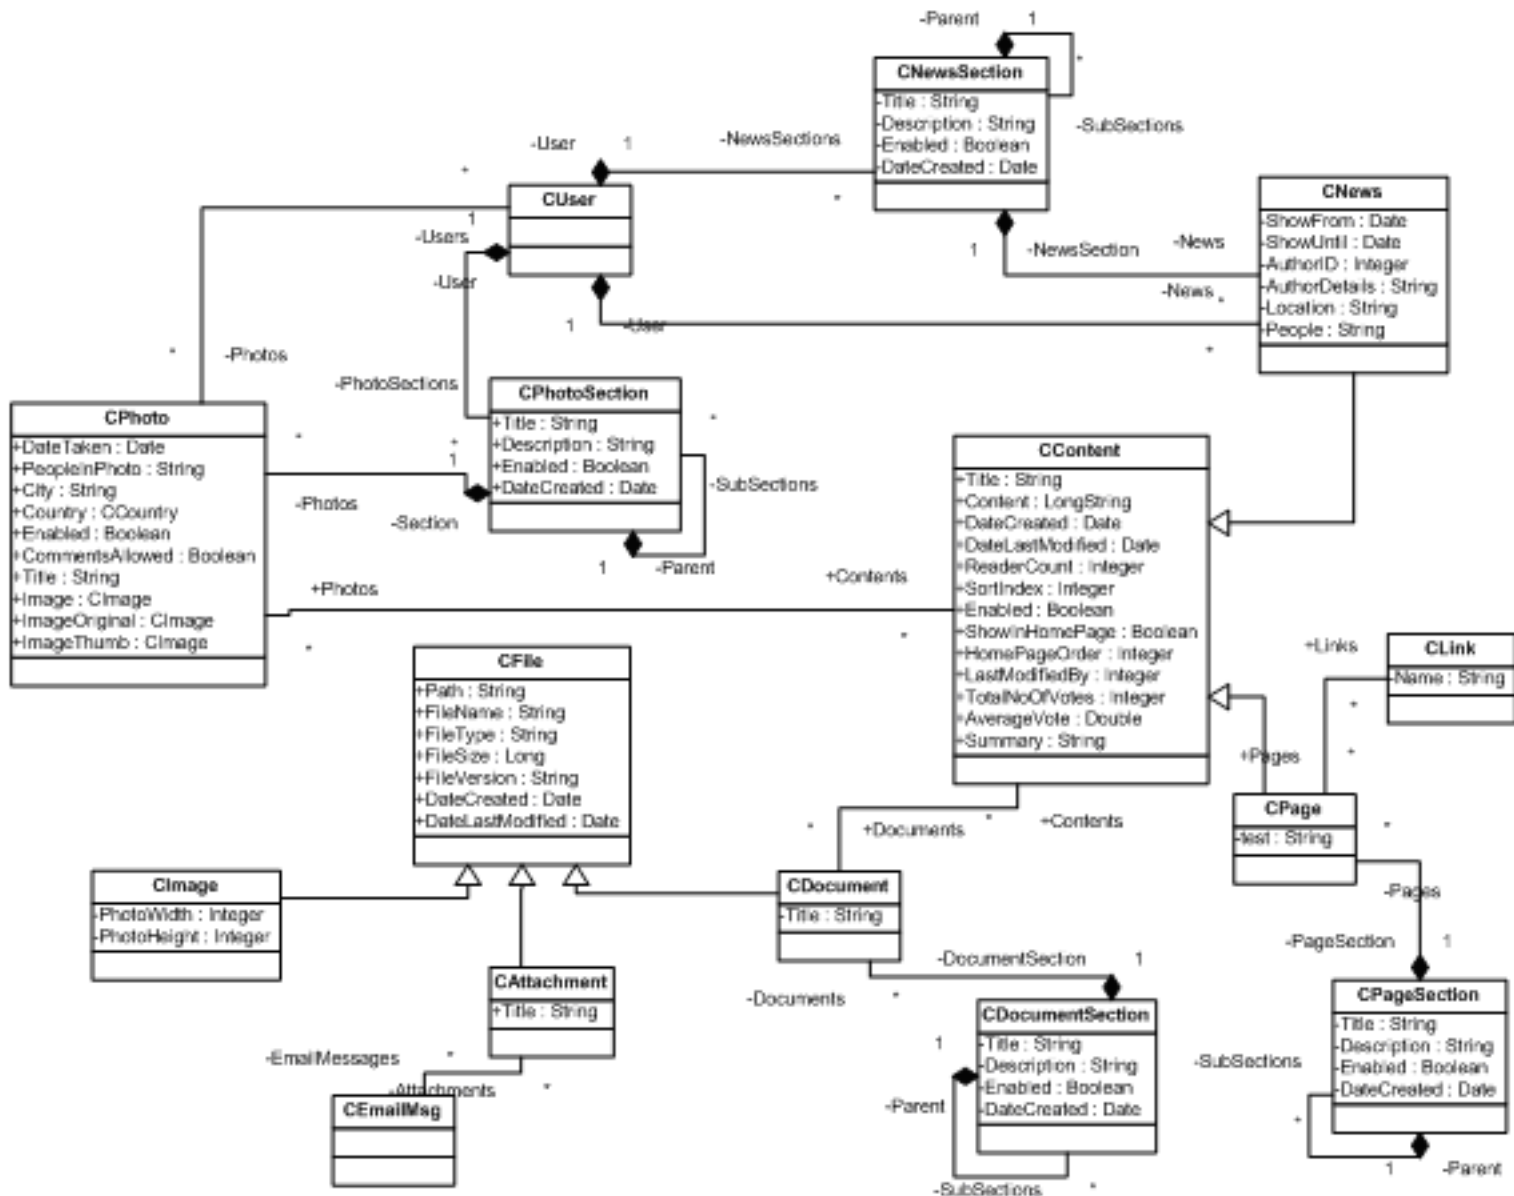 -Parent 1
CNewsSection
*
-Title : String
-Description : String
-Enabled : Boolean
-DateCreated : Date
-SubSections
-User 1 -NewsSections
*
*
CUser
1
-Users
-User
1 -User
1 -NewsSection
-News
-News *
*
CNews
-ShowFrom : Date
-ShowUntil : Date
-AuthorID : Integer
-AuthorDetails : String
-Location : String
-People : String
* -Photos
-PhotoSections
*
CPhoto
+DateTaken : Date
+PeopleInPhoto : String
+City : String
+Country : CCountry
+Enabled : Boolean
+CommentsAllowed : Boolean
+Title : String
+Image : CImage
+ImageOriginal : CImage
+ImageThumb : CImage
*
-Photos
1
-Section
CPhotoSection
+Title : String
+Description : String
+Enabled : Boolean
+DateCreated : Date
*
-SubSections
1 -Parent
+Photos
*
+Contents
*
CContent
+Title : String
+Content : LongString
+DateCreated : Date
+DateLastModified : Date
+ReaderCount : Integer
+SortIndex : Integer
+Enabled : Boolean
+ShowInHomePage : Boolean
+HomePageOrder : Integer
+LastModifiedBy : Integer
+TotalNoOfVotes : Integer
+AverageVote : Double
+Summary : String
CFile
+Path : String
+FileName : String
+FileType : String
+FileSize : Long
+FileVersion : String
+DateCreated : Date
+DateLastModified : Date
+Links
*
CLink
-Name : String
+Pages
*
CPage
-test : String
*
-Pages
-PageSection 1
* +Documents * +Contents
CImage
-PhotoWidth : Integer
-PhotoHeight : Integer
CDocument
-Title : String
CAttachment
+Title : String
-DocumentSection 1
-Documents *
CDocumentSection
-Title : String
-Description : String
-Enabled : Boolean
-DateCreated : Date
1
-Parent
-SubSections *
CPageSection
-Title : String
-Description : String
-Enabled : Boolean
-DateCreated : Date
-SubSections
*
1 -Parent
-EmailMessages *
-Attachments *
CEmailMsg